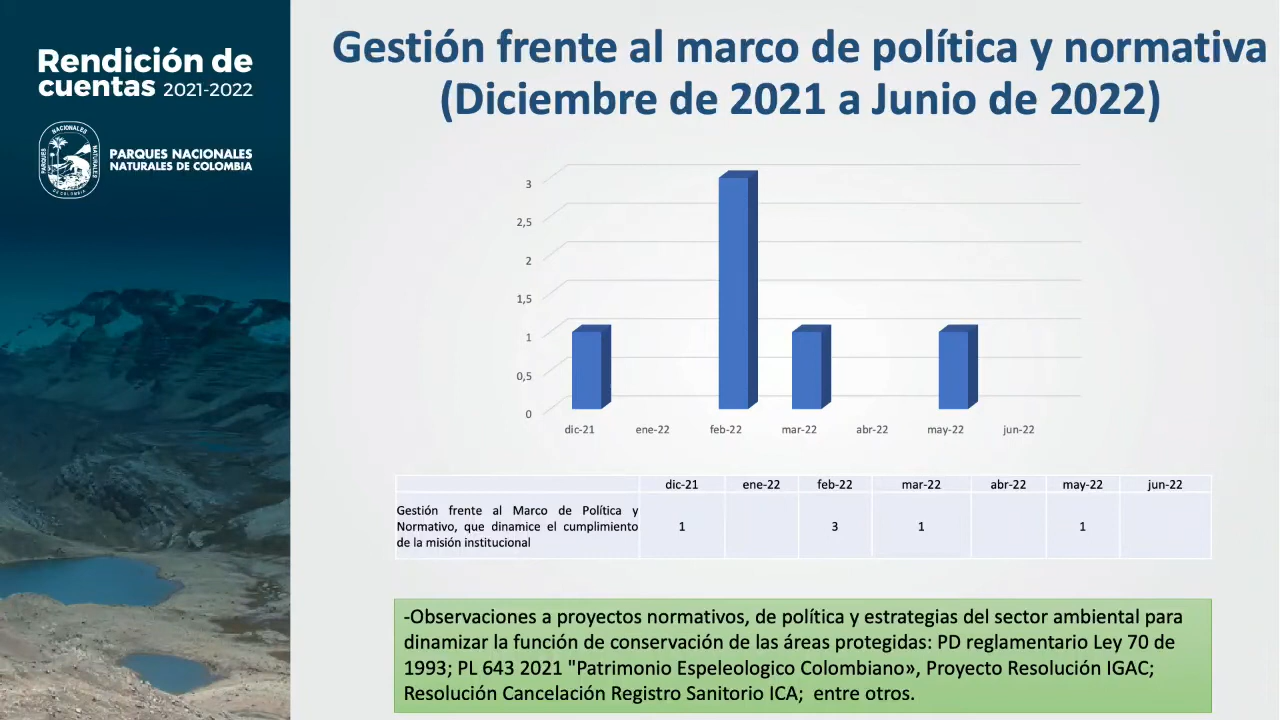 Rendición de
cuentas 2021-2022
PARQUES NACIONALES
NATURALES DE COLOMBIA
PARQUES
NACIONALES
NATURALES
DE COLOMBIA
Gestión frente al marco de política y normativa
(Diciembre de 2021 a Junio de 2022)
3
2,5
2
1,5
1
0,5
0
dic-21 ene-22 feb-22 mar-22 abr-22 may-22 jun-22
dic-21 ene-22 feb-22 mar-22 abr-22 may-22 jun-22
Gestión frente al Marco de Política y
Normativo, que dinamice el cumplimiento
de la misión institucional
1 3 1 1
-Observaciones a proyectos normativos, de política y estrategias del sector ambiental para
dinamizar la función de conservación de las áreas protegidas: PD reglamentario Ley 70 de
1993; PL 643 2021 "Patrimonio Espeleologico Colombiano», Proyecto Resolución IGAC;
Resolución Cancelación Registro Sanitorio ICA;  entre otros.